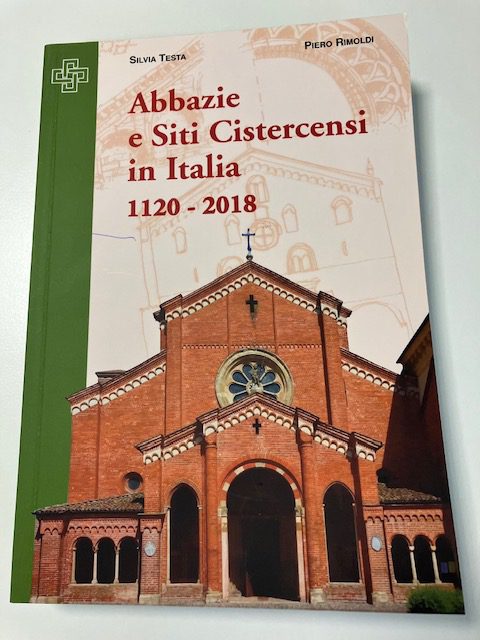 SILVIA TESTA
PIERO RIMOLDI
Abbazie
e Siti Cistercensi
in Italia
1120 - 2018